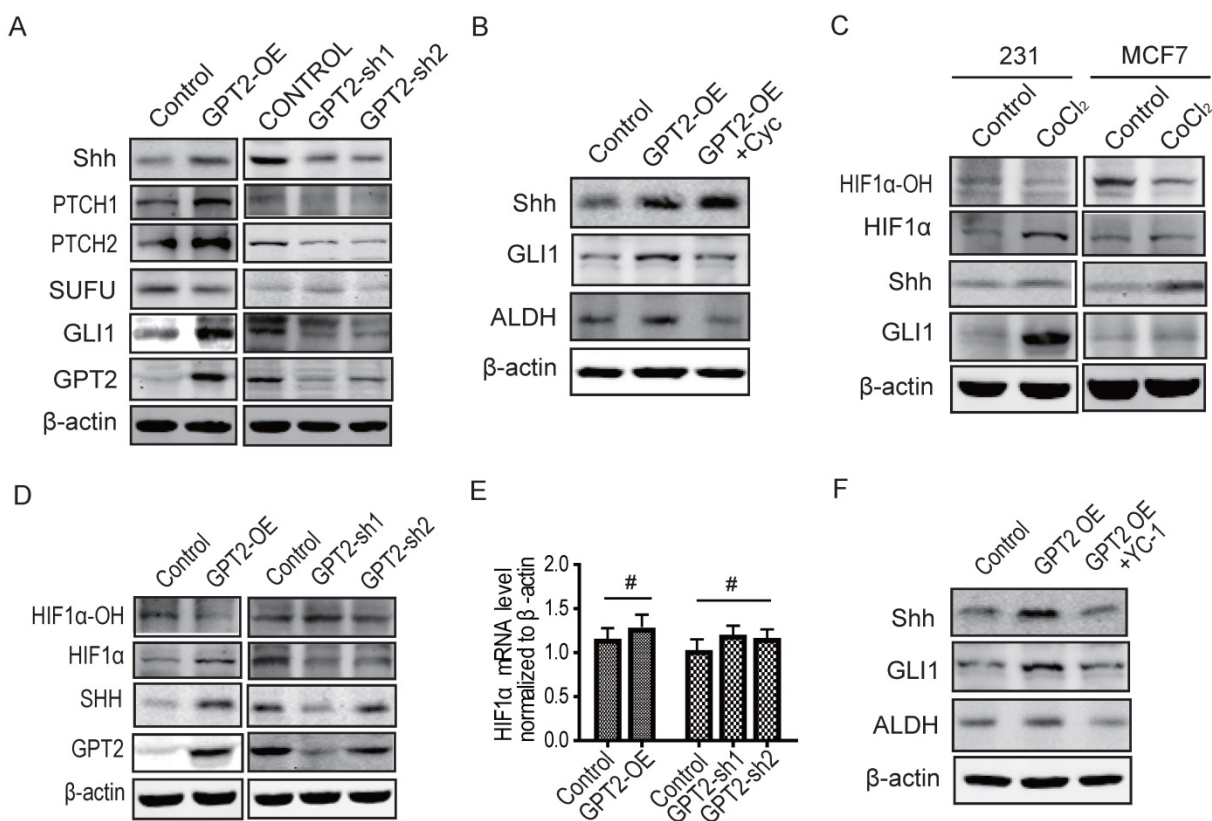 A
Control
GPT2-OE
CONTROL
GPT2-sh1
GPT2-sh2
Shh
PTCH1
PTCH2
SUFU
GLI1
GPT2
β-actin
B
Control
GPT2-OE
GPT2-OE
+Cyc
Shh
GLI1
ALDH
β-actin
C
231
MCF7
Control
CoCl₂
Control
CoCl₂
HIF1α-OH
HIF1α
Shh
GLI1
β-actin
D
Control
GPT2-OE
Control
GPT2-sh1
GPT2-sh2
HIF1α-OH
HIF1α
SHH
GPT2
β-actin
E
HIF1α mRNA level
normalized to β-actin
2.0
1.5
1.0
0.5
0.0
#
#
Control
GPT2-OE
Control
GPT2-sh1
GPT2-sh2
F
Control
GPT2 OE
GPT2 OE
+YC-1
Shh
GLI1
ALDH
β-actin